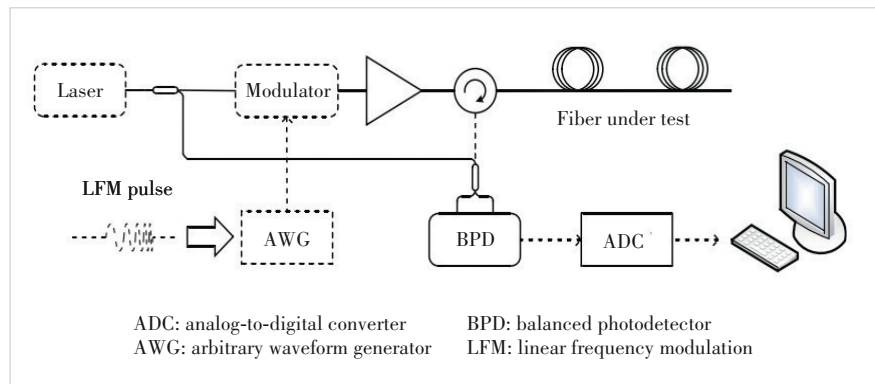 Laser
Modulator
Fiber under test
LFM pulse
AWG
BPD
ADC
ADC: analog-to-digital converter
BPD: balanced photodetector
AWG: arbitrary waveform generator
LFM: linear frequency modulation